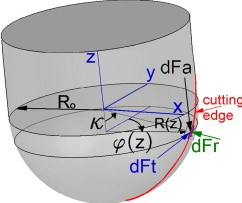 z
dFa
y
Rₒ
x
cutting
edge
κ
R(z)
φ(z)
dFr
dFt